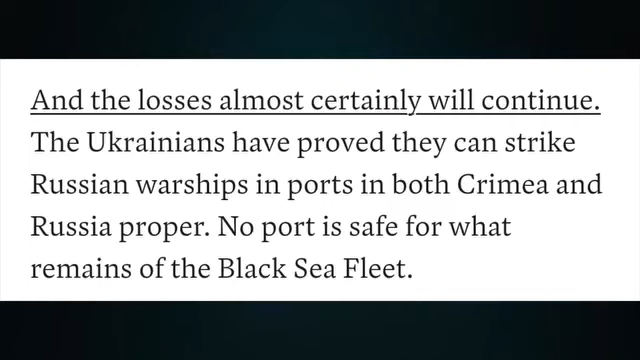 And the losses almost certainly will continue.
The Ukrainians have proved they can strike
Russian warships in ports in both Crimea and
Russia proper. No port is safe for what
remains of the Black Sea Fleet.